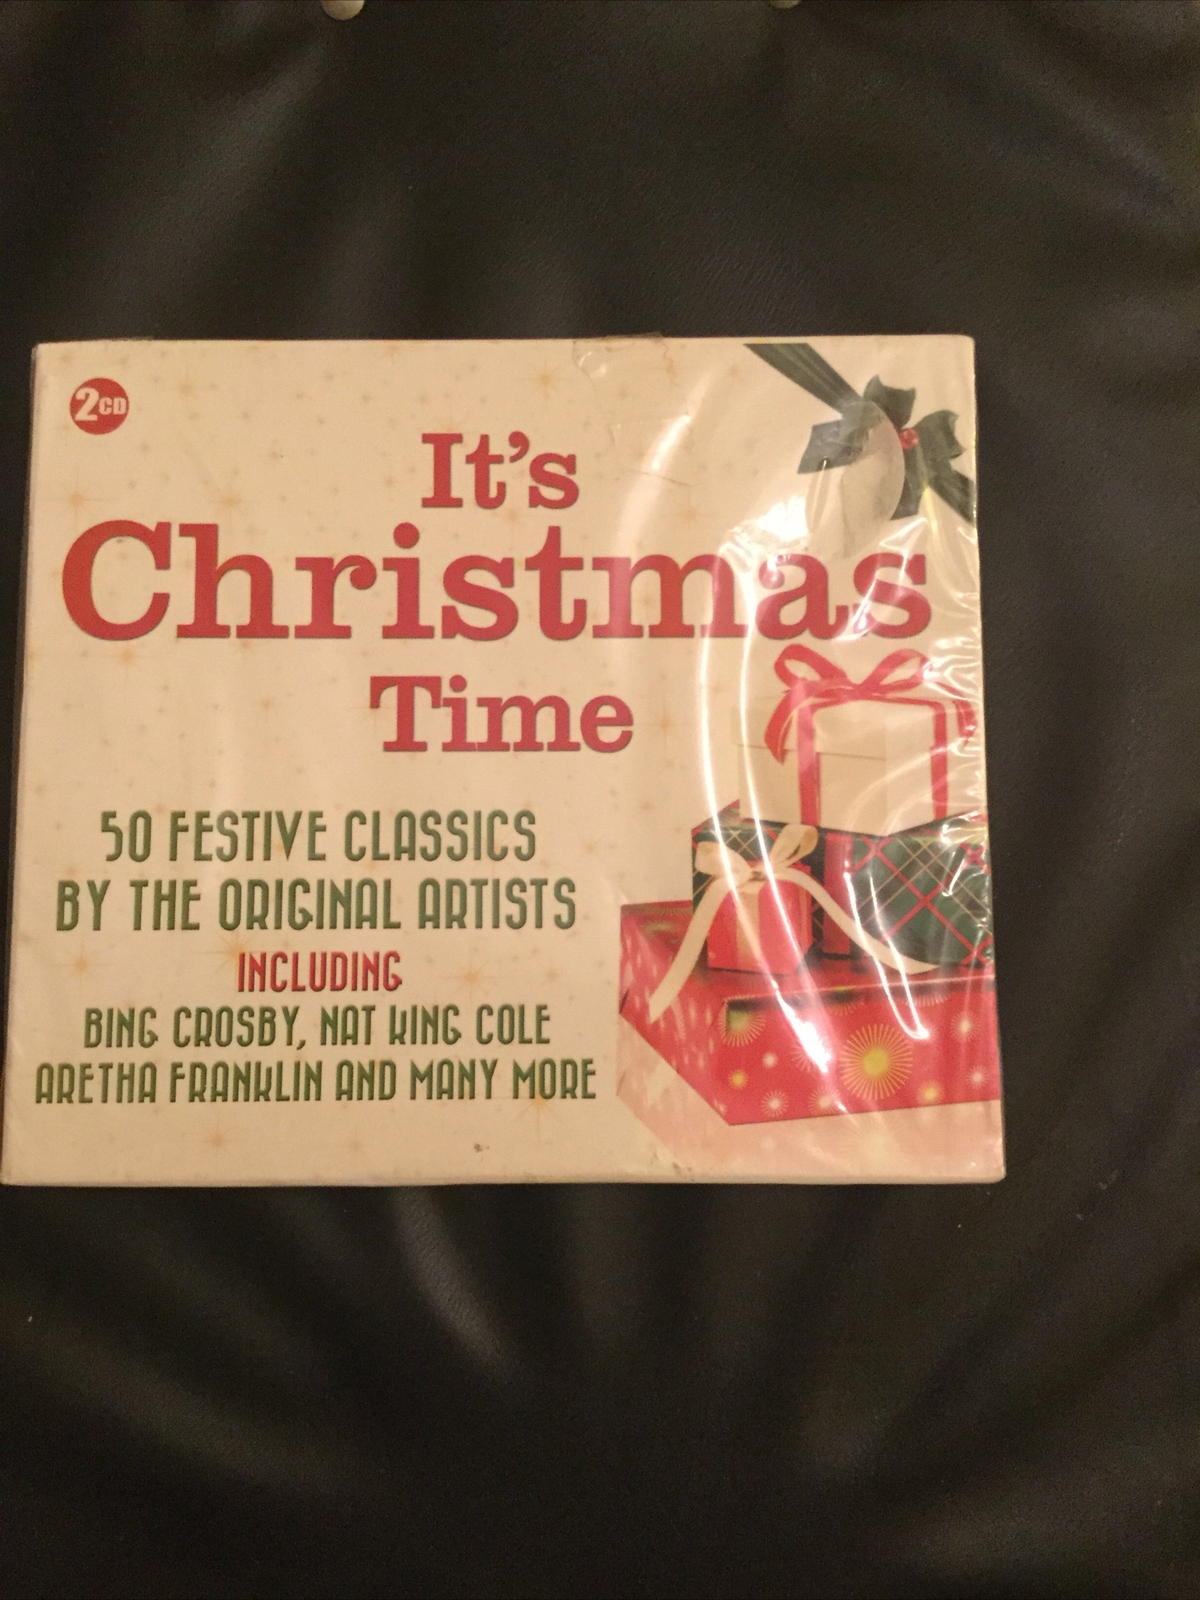 2CD
It's
Christmas
Time
50 FESTIVE CLASSICS
BY THE ORIGINAL ARTISTS
INCLUDING
BING CROSBY, NAT KING COLE
ARETHA FRANKLIN AND MANY MORE